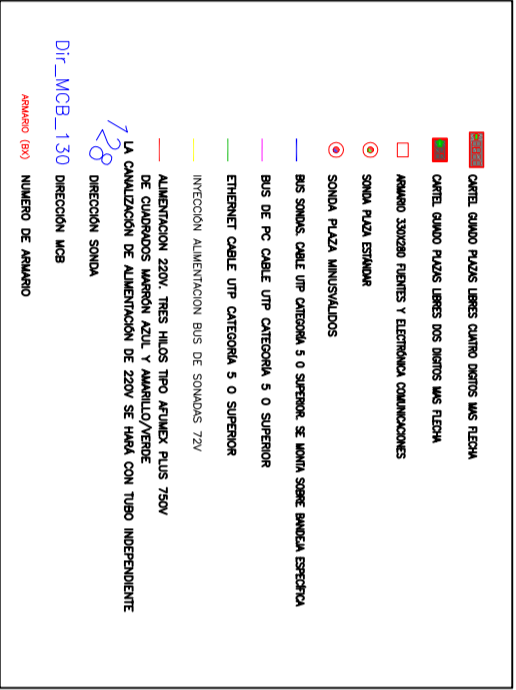 CARTEL GUIADO PLAZAS LIBRES CUATRO DIGITOS MAS FLECHA
CARTEL GUIADO PLAZAS LIBRES DOS DIGITOS MAS FLECHA
ARMARIO 330X280 FUENTES Y ELECTRÓNICA COMUNICACIONES
SONDA PLAZA ESTÁNDAR
SONDA PLAZA MINUSVÁLIDOS
BUS SONDAS. CABLE UTP CATEGORÍA 5 O SUPERIOR. SE MONTA SOBRE BANDEJA ESPECÍFICA
BUS DE PC CABLE UTP CATEGORÍA 5 O SUPERIOR
ETHERNET CABLE UTP CATEGORÍA 5 O SUPERIOR
INYECCIÓN ALIMENTACION BUS DE SONADAS 72V
ALIMENTACION 220V. TRES HILOS TIPO AFUMEX PLUS 750V
DE CUADRADOS MARRÓN AZUL Y AMARILLO/VERDE
LA CANALIZACIÓN DE ALIMENTACIÓN DE 220V SE HARÁ CON TUBO INDEPENDIENTE
128 DIRECCIÓN SONDA
Dir_MCB_130 DIRECCIÓN MCB
ARMARIO (BX) NUMERO DE ARMARIO